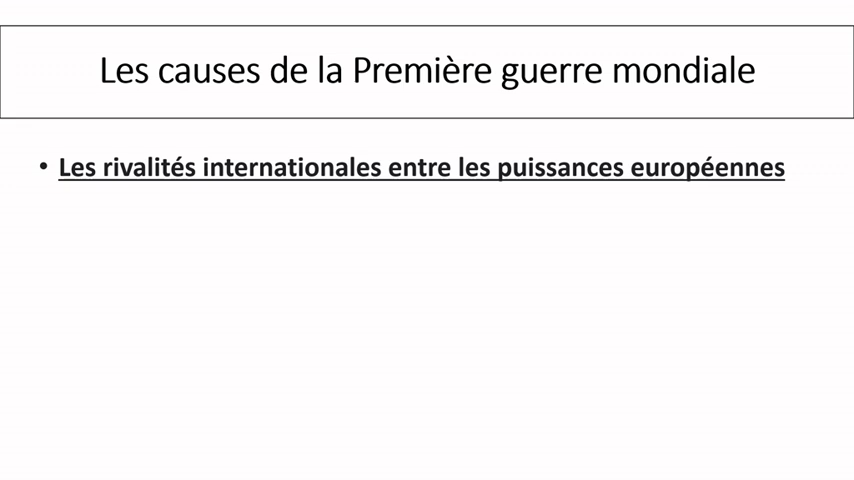 Les causes de la Première guerre mondiale
• Les rivalités internationales entre les puissances européennes